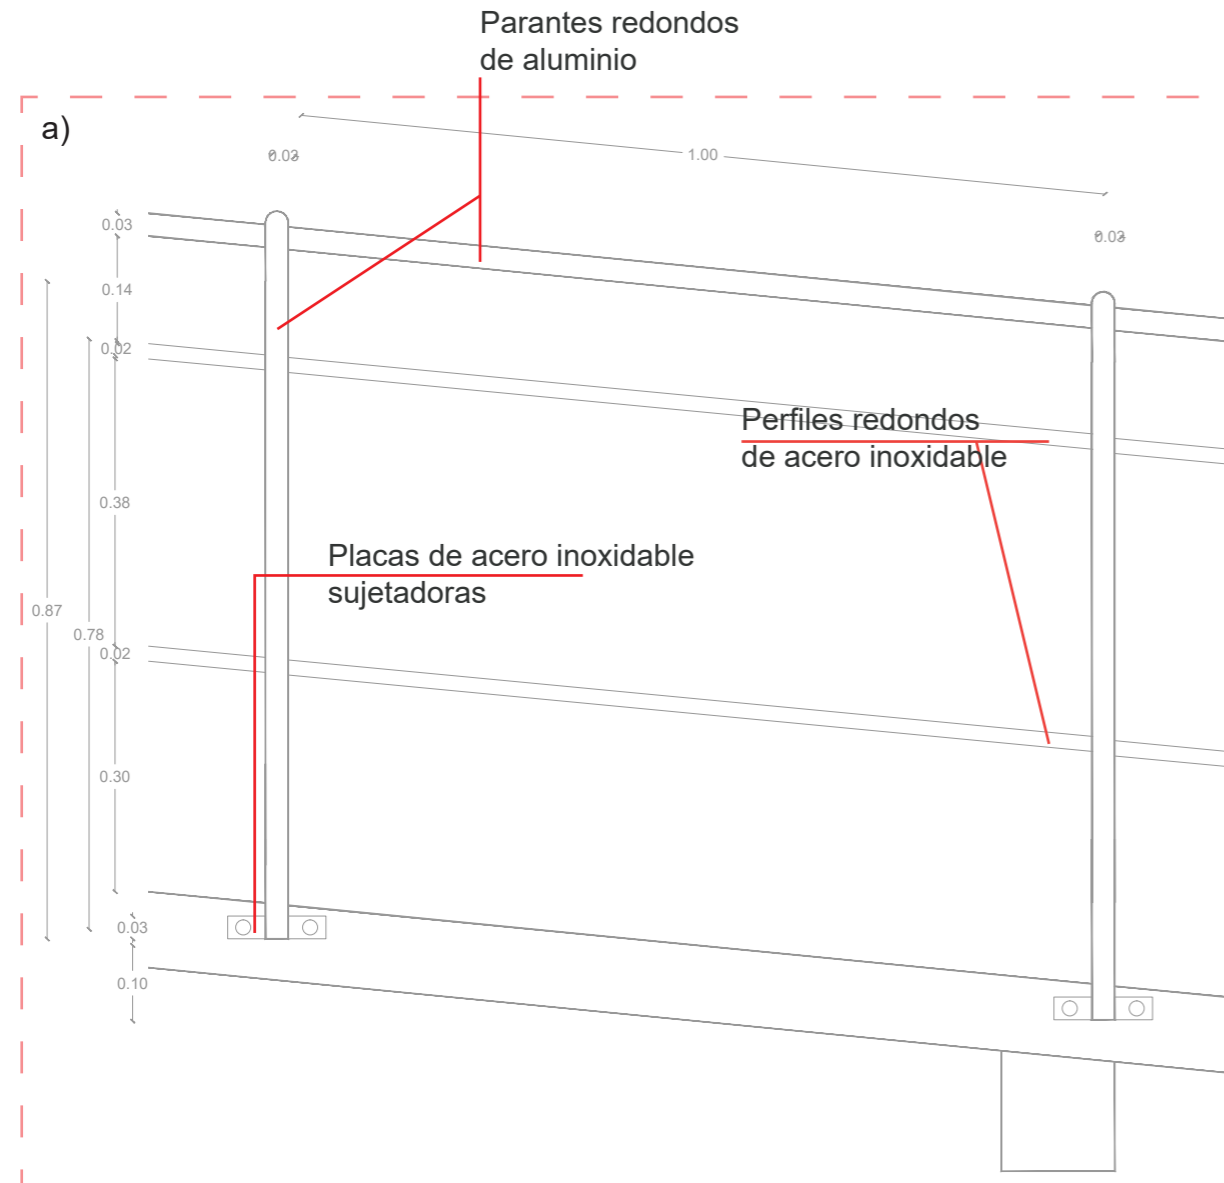 Parantes redondos
de aluminio
a)
0.03
1.00
0.03
0.03
0.14
0.02
Perfiles redondos
de acero inoxidable
0.38
Placas de acero inoxidable
sujetadoras
0.87
0.78
0.02
0.30
0.03
0.10